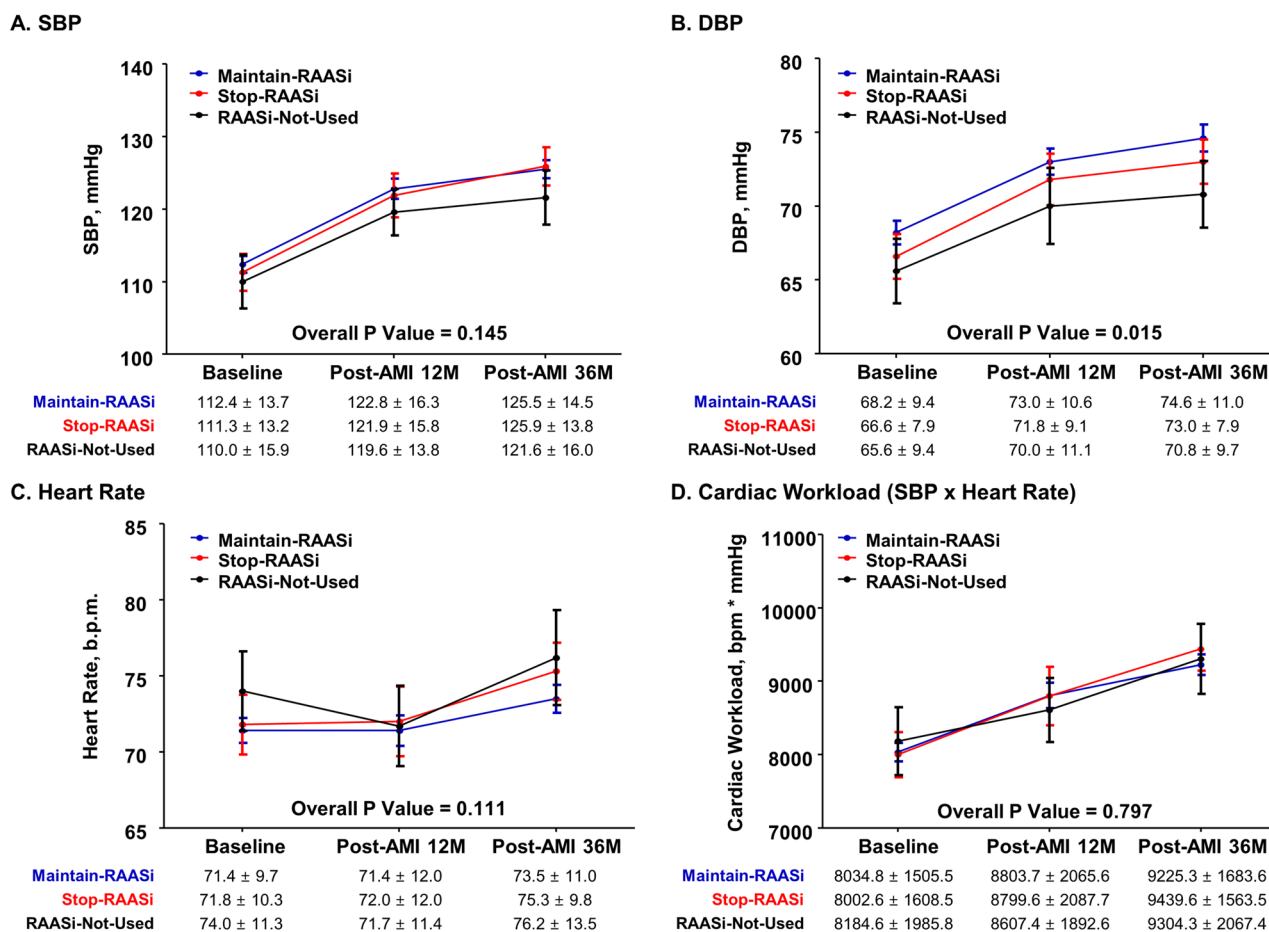 A. SBP
140
130
120
110
100
SBP, mmHg
Maintain-RAASi
Stop-RAASi
RAASi-Not-Used
Overall P Value = 0.145
Baseline Post-AMI 12M Post-AMI 36M
Maintain-RAASi 112.4 ± 13.7 122.8 ± 16.3 125.5 ± 14.5
Stop-RAASi 111.3 ± 13.2 121.9 ± 15.8 125.9 ± 13.8
RAASi-Not-Used 110.0 ± 15.9 119.6 ± 13.8 121.6 ± 16.0
B. DBP
80
75
70
65
60
DBP, mmHg
Maintain-RAASi
Stop-RAASi
RAASi-Not-Used
Overall P Value = 0.015
Baseline Post-AMI 12M Post-AMI 36M
Maintain-RAASi 68.2 ± 9.4 73.0 ± 10.6 74.6 ± 11.0
Stop-RAASi 66.6 ± 7.9 71.8 ± 9.1 73.0 ± 7.9
RAASi-Not-Used 65.6 ± 9.4 70.0 ± 11.1 70.8 ± 9.7
C. Heart Rate
85
80
75
70
65
Heart Rate, b.p.m.
Maintain-RAASi
Stop-RAASi
RAASi-Not-Used
Overall P Value = 0.111
Baseline Post-AMI 12M Post-AMI 36M
Maintain-RAASi 71.4 ± 9.7 71.4 ± 12.0 73.5 ± 11.0
Stop-RAASi 71.8 ± 10.3 72.0 ± 12.0 75.3 ± 9.8
RAASi-Not-Used 74.0 ± 11.3 71.7 ± 11.4 76.2 ± 13.5
D. Cardiac Workload (SBP x Heart Rate)
11000
10000
9000
8000
7000
Cardiac Workload, bpm * mmHg
Maintain-RAASi
Stop-RAASi
RAASi-Not-Used
Overall P Value = 0.797
Baseline Post-AMI 12M Post-AMI 36M
Maintain-RAASi 8034.8 ± 1505.5 8803.7 ± 2065.6 9225.3 ± 1683.6
Stop-RAASi 8002.6 ± 1608.5 8799.6 ± 2087.7 9439.6 ± 1563.5
RAASi-Not-Used 8184.6 ± 1985.8 8607.4 ± 1892.6 9304.3 ± 2067.4